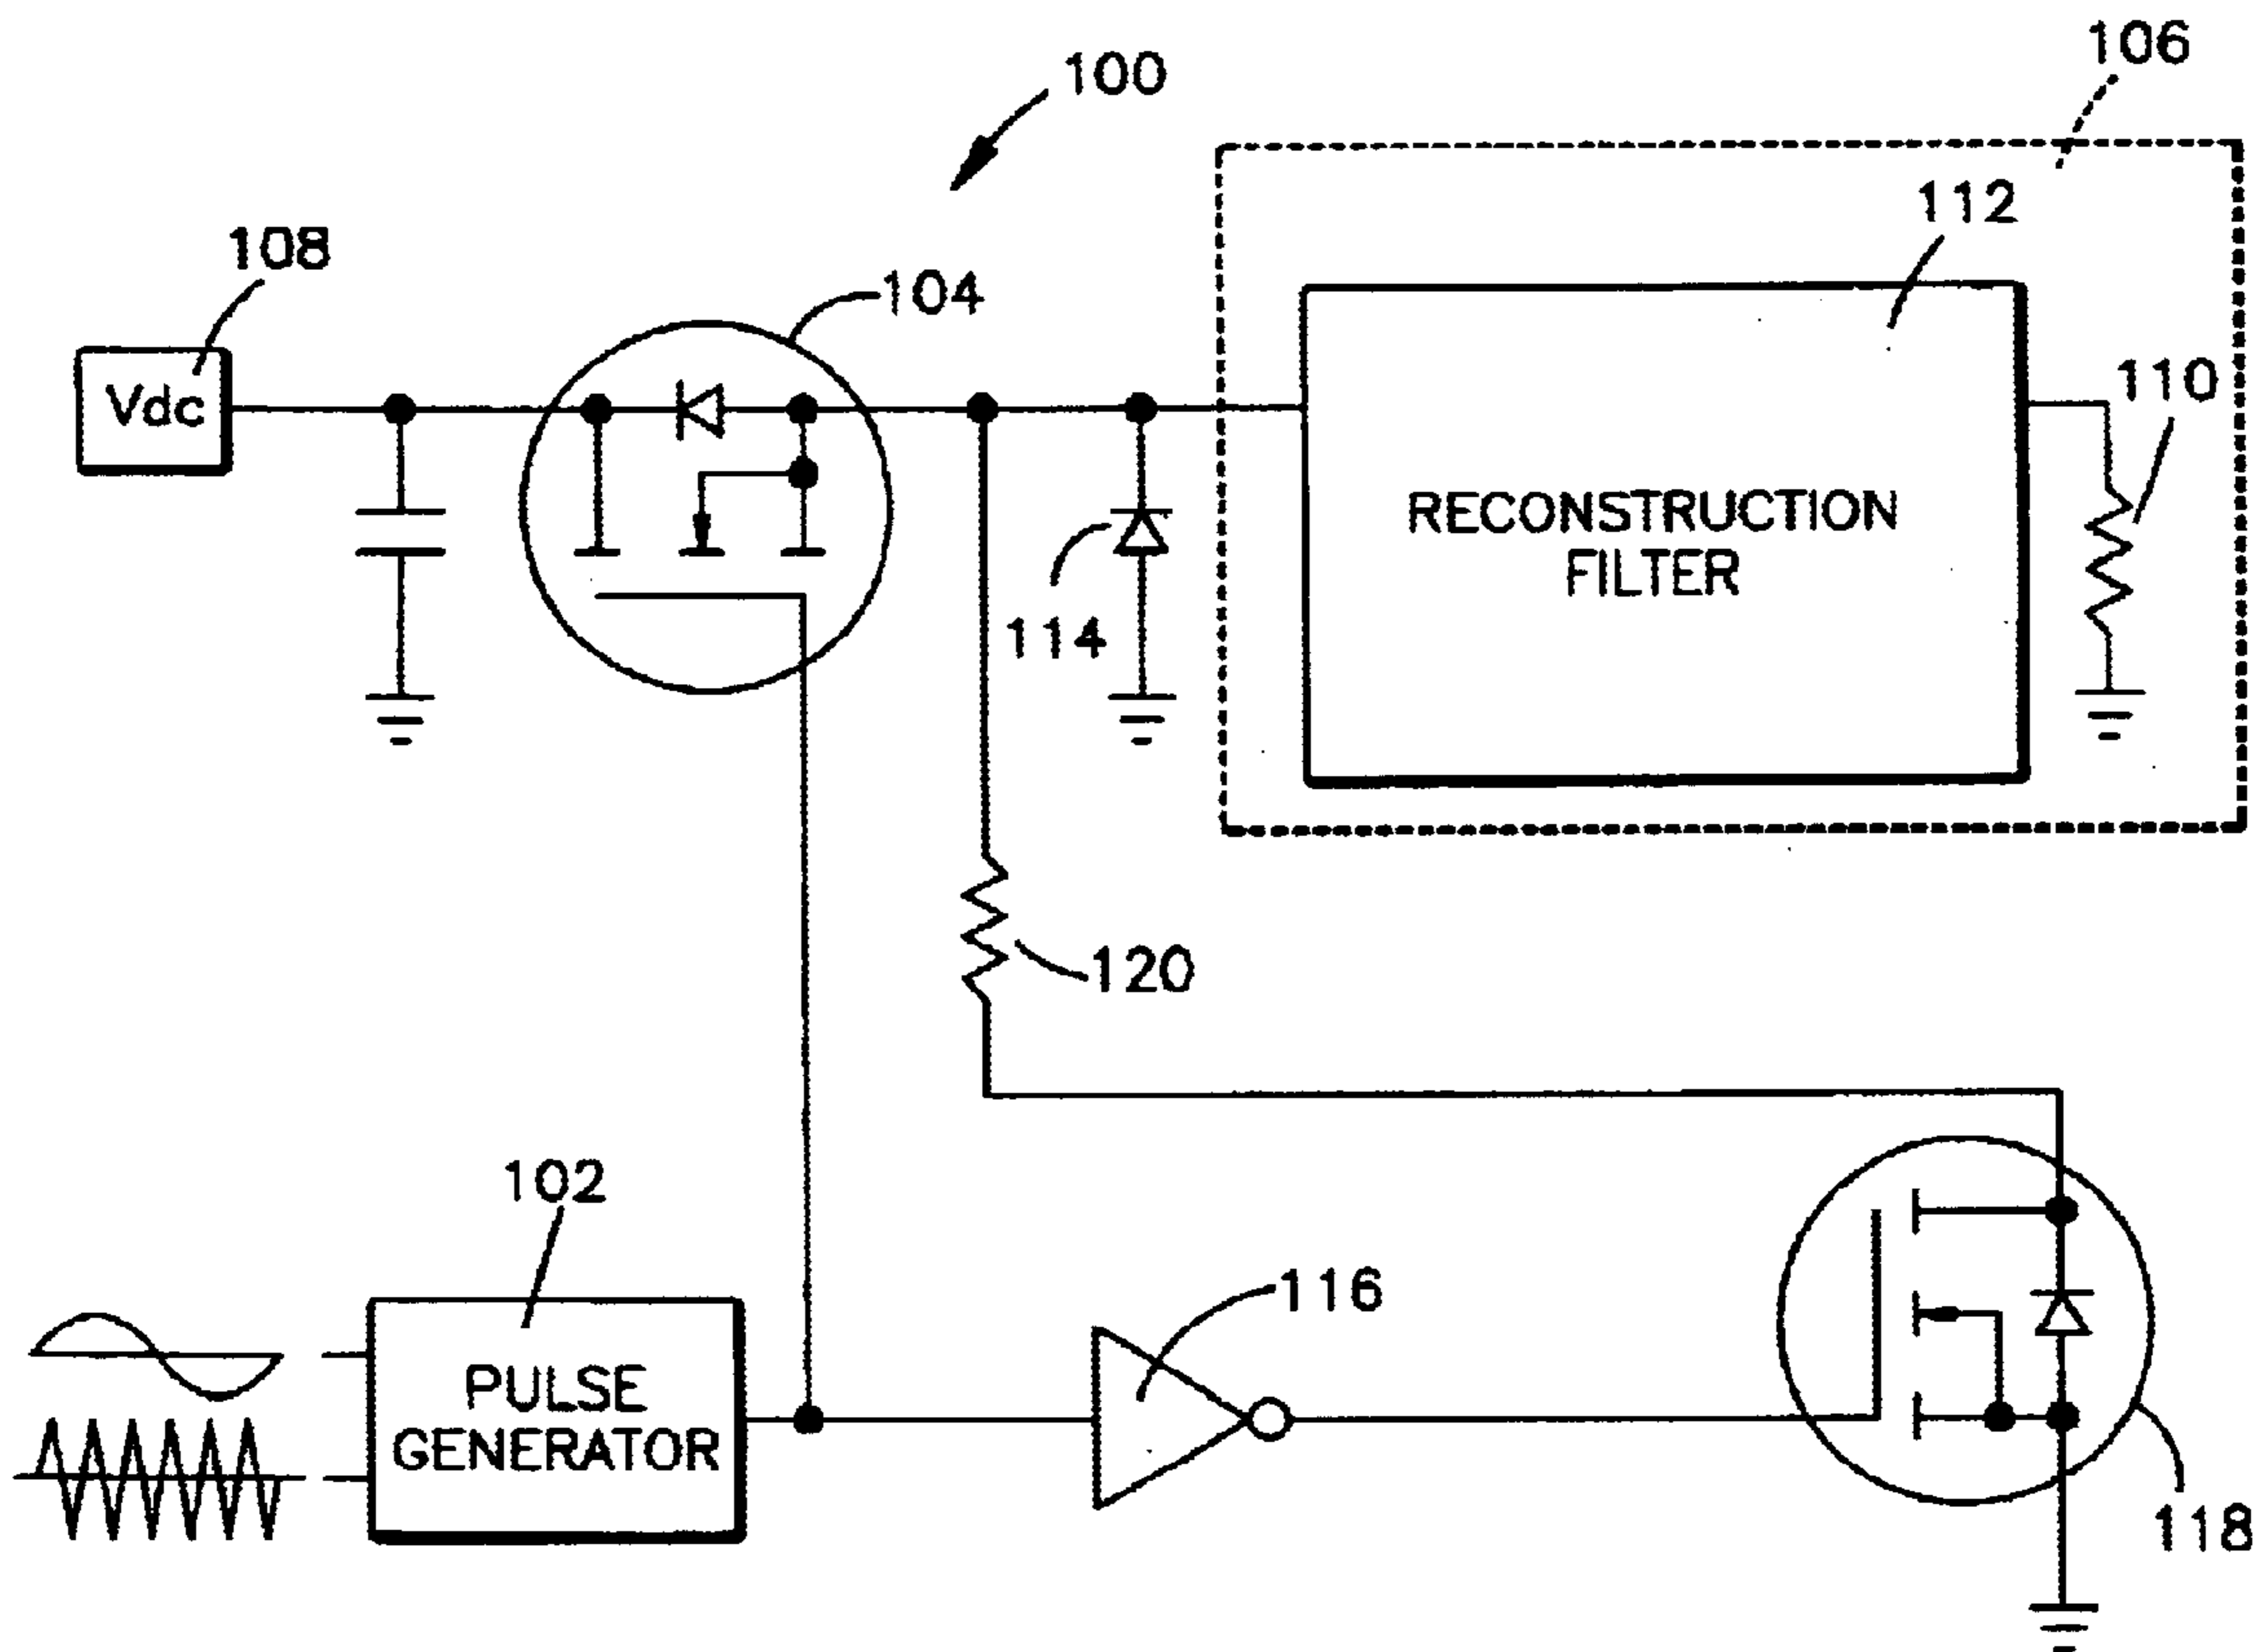 106
100
112
108
104
Vdc
110
RECONSTRUCTION
FILTER
114
120
102
116
PULSE
GENERATOR
118